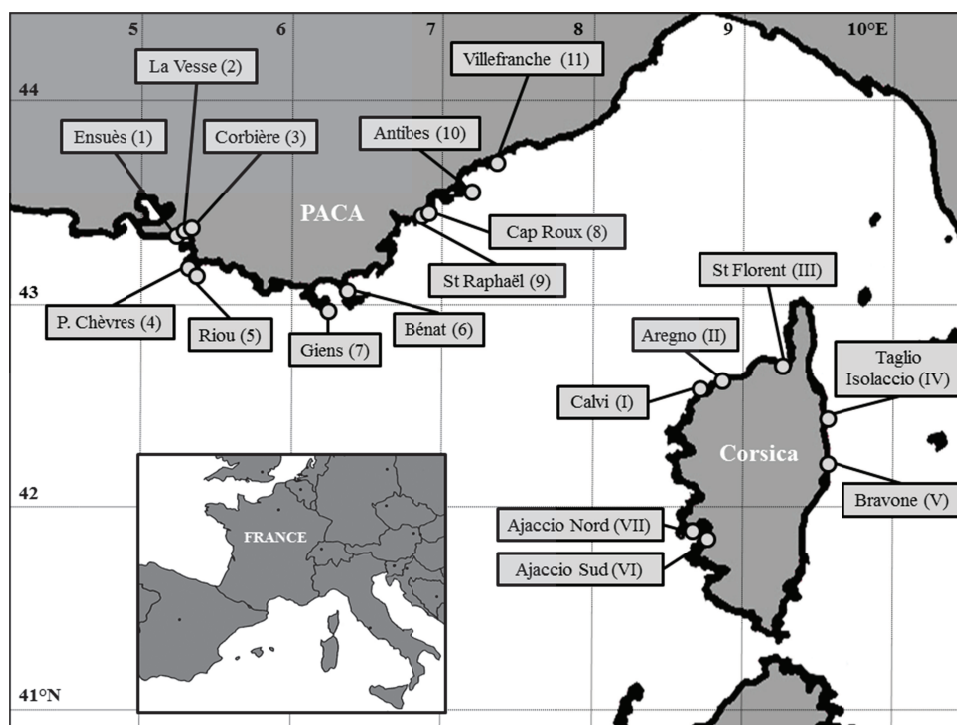 5
6
7
8
9
10°E
La Vesse (2)
Villefranche (11)
44
Ensuès (1)
Corbière (3)
Antibes (10)
PACA
Cap Roux (8)
St Florent (III)
St Raphaël (9)
43
P. Chèvres (4)
Riou (5)
Bénat (6)
Giens (7)
Aregno (II)
Taglio
Isolaccio (IV)
Calvi (I)
Corsica
Bravone (V)
42
FRANCE
Ajaccio Nord (VII)
Ajaccio Sud (VI)
41°N